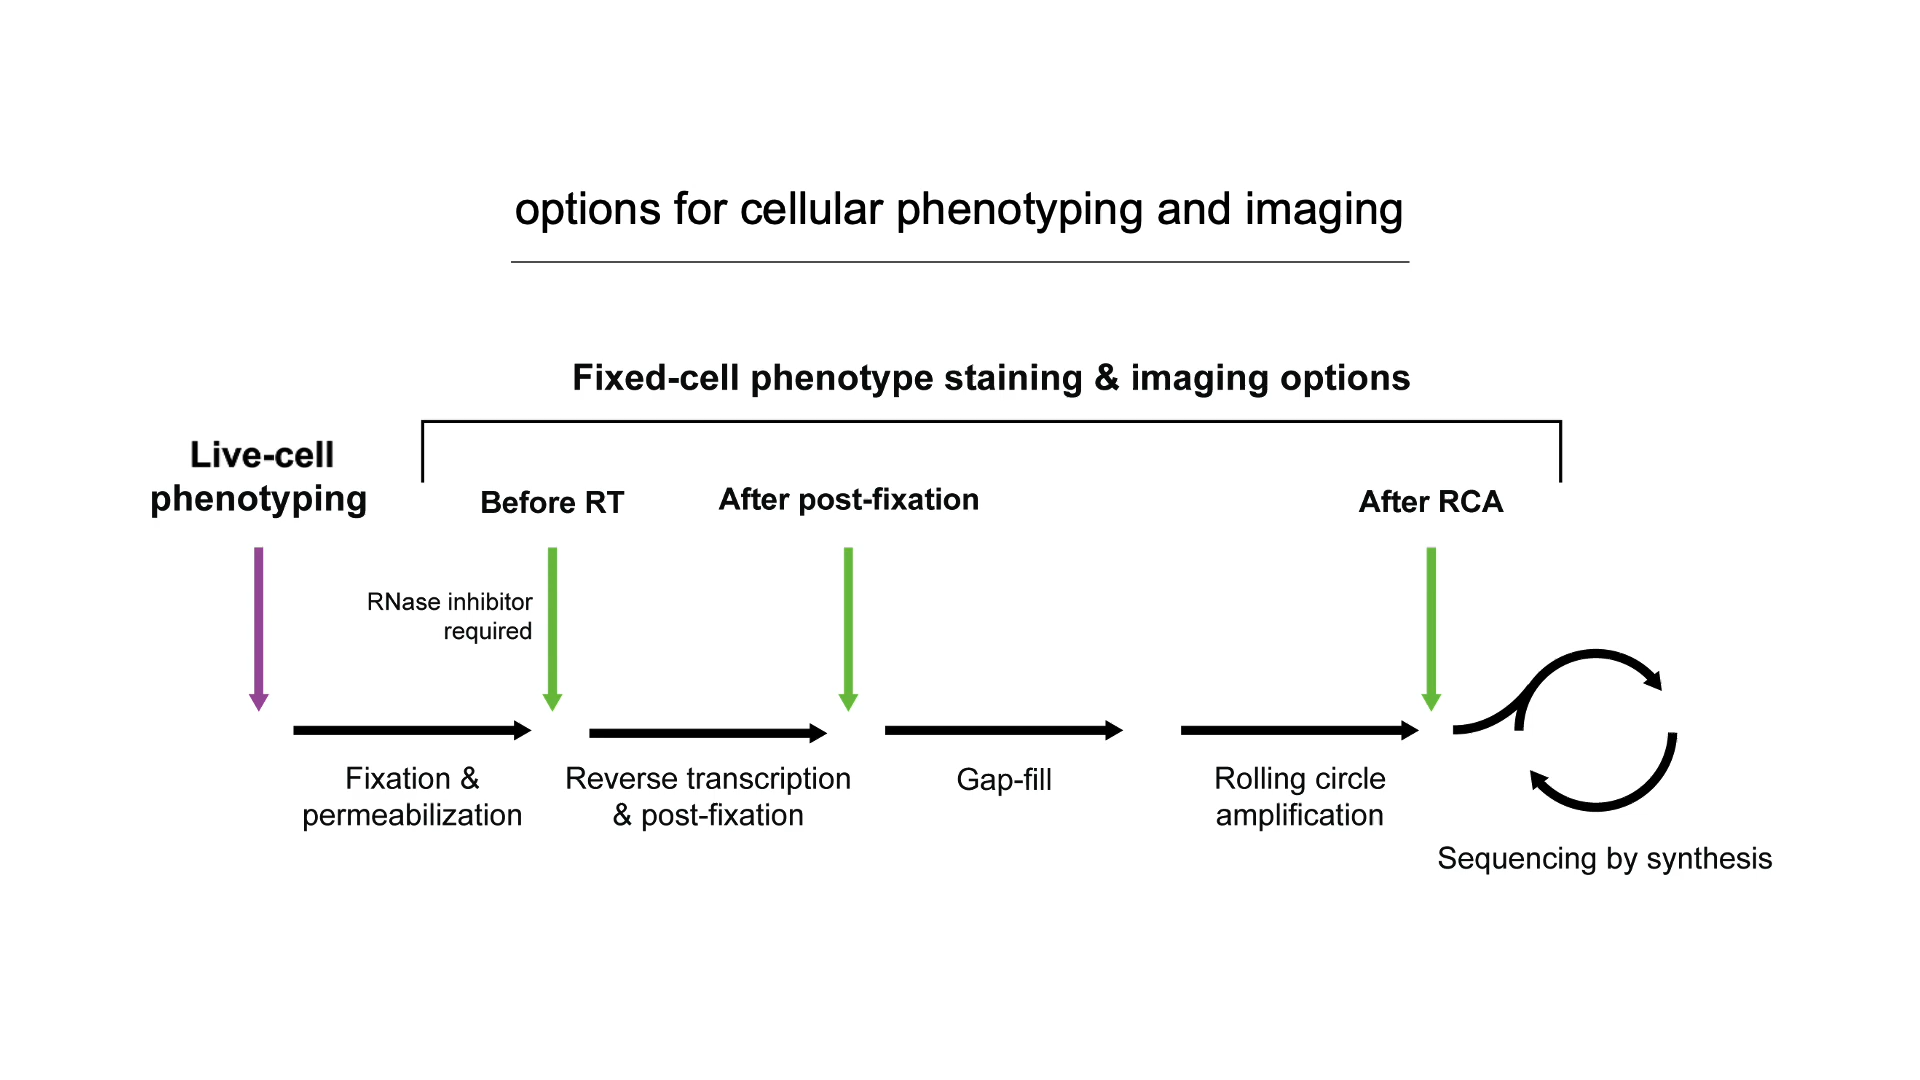 options for cellular phenotyping and imaging
Fixed-cell phenotype staining & imaging options
Live-cell
phenotyping
Before RT
After post-fixation
After RCA
RNase inhibitor
required
Fixation &
permeabilization
Reverse transcription
& post-fixation
Gap-fill
Rolling circle
amplification
Sequencing by synthesis